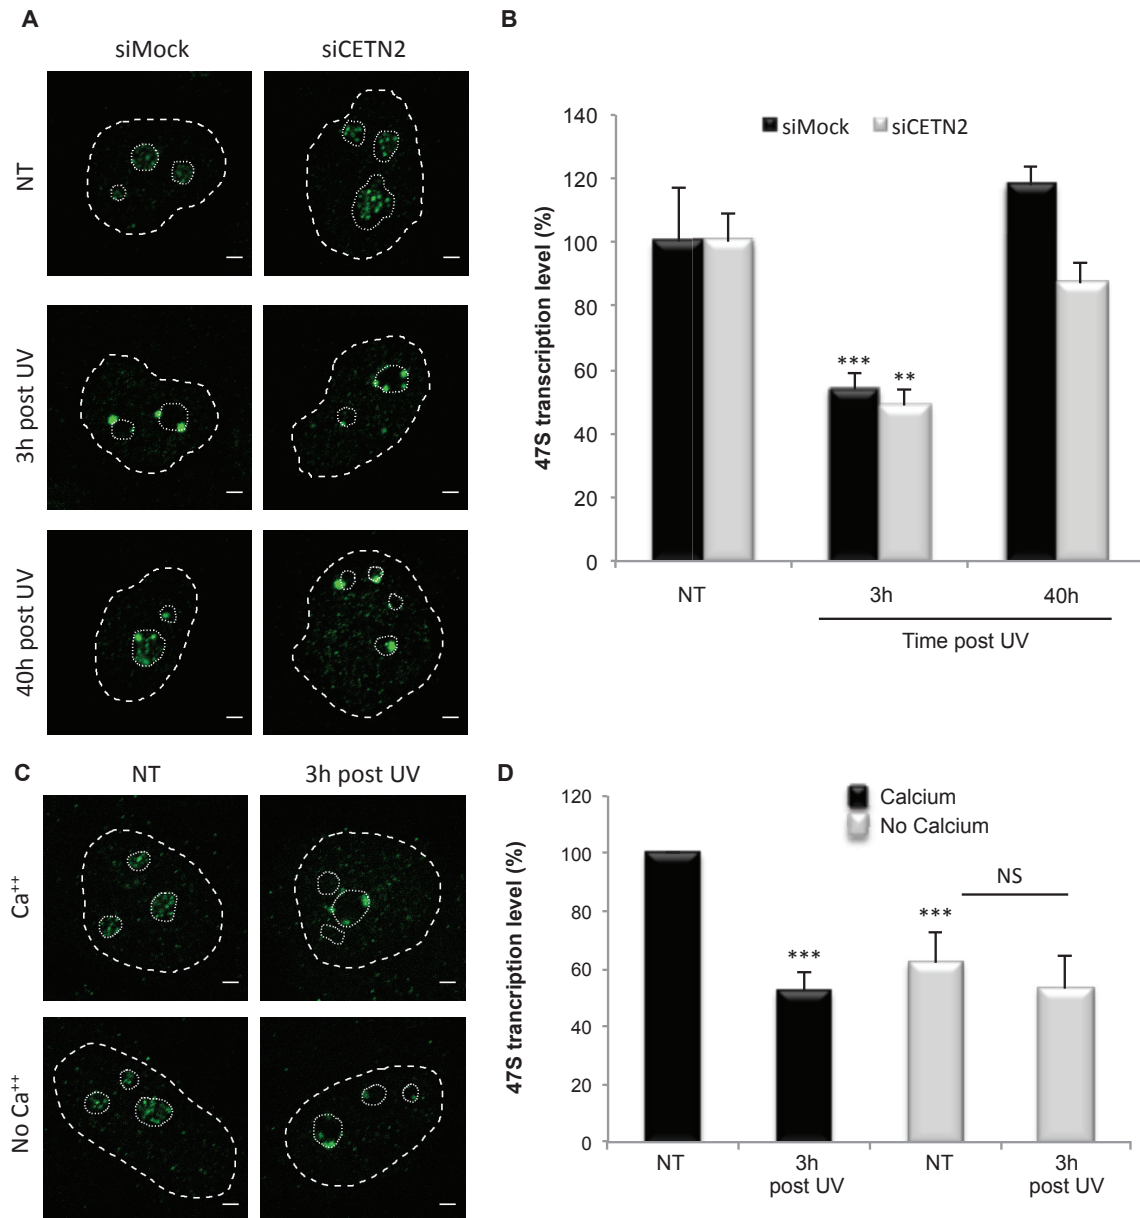 A
siMock
siCETN2
NT
3h post UV
40h post UV
B
47S transcription level (%)
140
120
100
80
60
40
20
0
siMock
siCETN2
***
**
NT
3h
40h
Time post UV
C
NT
3h post UV
Ca++
No Ca++
D
47S trancription level (%)
120
100
80
60
40
20
0
Calcium
No Calcium
NS
***
***
NT
3h
post UV
NT
3h
post UV